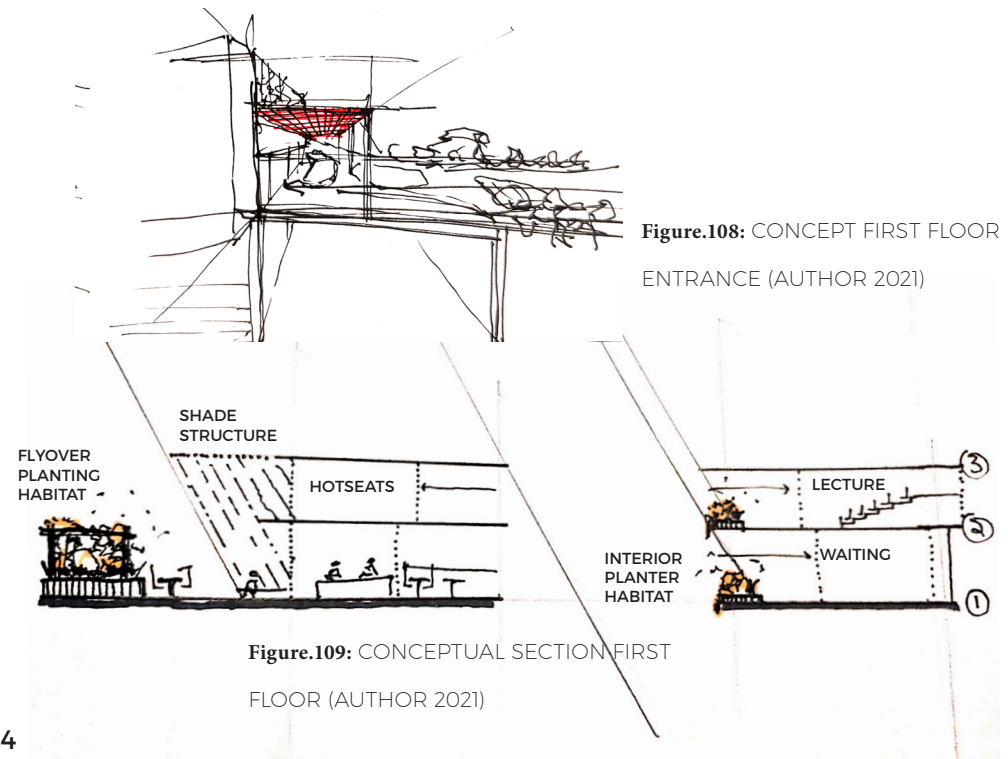 Figure.108: CONCEPT FIRST FLOOR
ENTRANCE (AUTHOR 2021)
SHADE
STRUCTURE
FLYOVER
PLANTING
HABITAT
HOTSEATS
LECTURE
3
2
INTERIOR
PLANTER
HABITAT
WAITING
1
Figure.109: CONCEPTUAL SECTION FIRST
FLOOR (AUTHOR 2021)
4